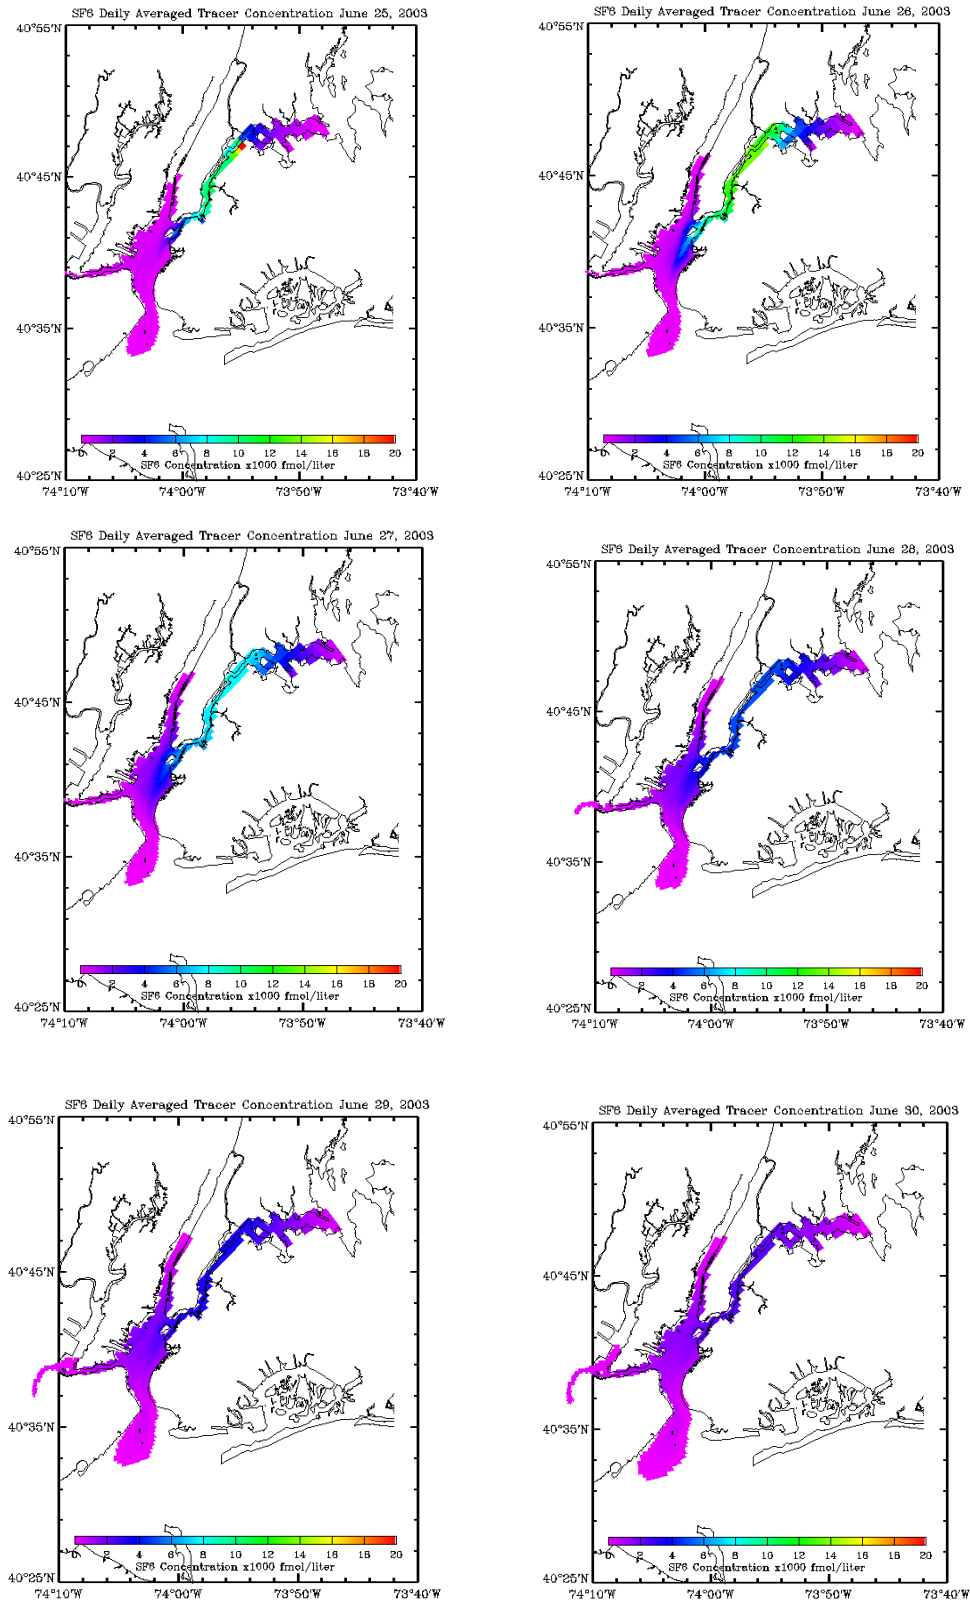 SF6 Daily Averaged Tracer Concentration June 25, 2003
40°55'N
40°45'N
40°35'N
40°25'N
0 2 4 6 8 10 12 14 16 18 20
SF6 Concentration x1000 fmol/liter
74°10'W 74°00'W 73°50'W 73°40'W
SF6 Daily Averaged Tracer Concentration June 26, 2003
40°55'N
40°45'N
40°35'N
40°25'N
0 2 4 6 8 10 12 14 16 18 20
SF6 Concentration x1000 fmol/liter
74°10'W 74°00'W 73°50'W 73°40'W
SF6 Daily Averaged Tracer Concentration June 27, 2003
40°55'N
40°45'N
40°35'N
40°25'N
0 2 4 6 8 10 12 14 16 18 20
SF6 Concentration x1000 fmol/liter
74°10'W 74°00'W 73°50'W 73°40'W
SF6 Daily Averaged Tracer Concentration June 28, 2003
40°55'N
40°45'N
40°35'N
40°25'N
0 2 4 6 8 10 12 14 16 18 20
SF6 Concentration x1000 fmol/liter
74°10'W 74°00'W 73°50'W 73°40'W
SF6 Daily Averaged Tracer Concentration June 29, 2003
40°55'N
40°45'N
40°35'N
40°25'N
0 2 4 6 8 10 12 14 16 18 20
SF6 Concentration x1000 fmol/liter
74°10'W 74°00'W 73°50'W 73°40'W
SF6 Daily Averaged Tracer Concentration June 30, 2003
40°55'N
40°45'N
40°35'N
40°25'N
0 2 4 6 8 10 12 14 16 18 20
SF6 Concentration x1000 fmol/liter
74°10'W 74°00'W 73°50'W 73°40'W